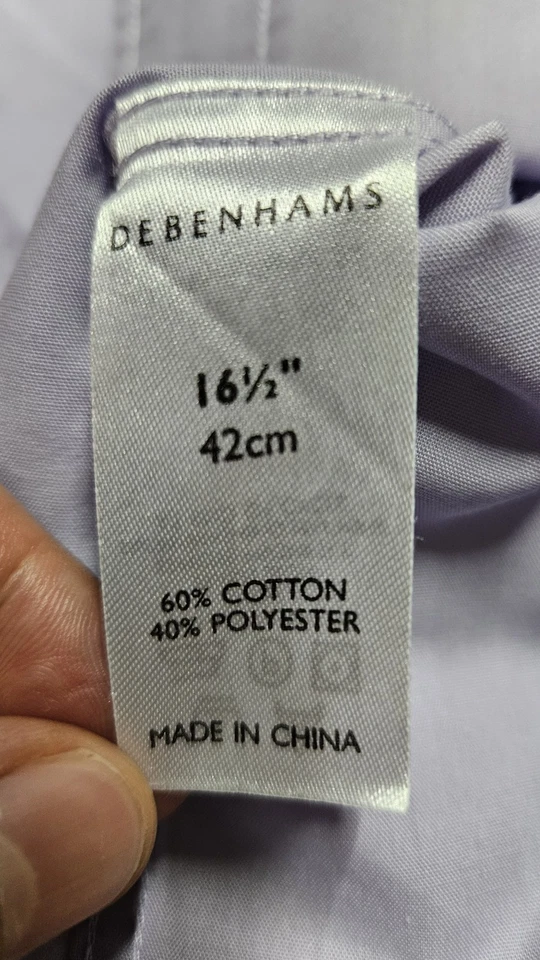 DEBENHAMS
16½"
42cm
60% COTTON
40% POLYESTER
MADE IN CHINA